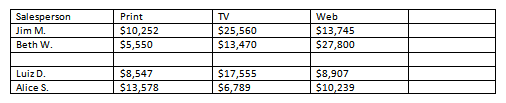 Salesperson Print TV Web
Jim M. $10,252 $25,560 $13,745
Beth W. $5,550 $13,470 $27,800
Luiz D. $8,547 $17,555 $8,907
Alice S. $13,578 $6,789 $10,239